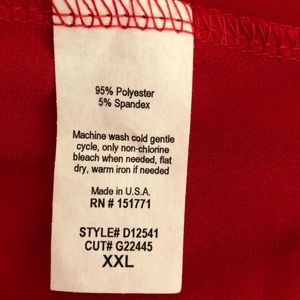 95% Polyester
5% Spandex
Machine wash cold gentle
cycle, only non-chlorine
bleach when needed, flat
dry, warm iron if needed
Made in U.S.A.
RN # 151771
STYLE# D12541
CUT# G22445
XXL